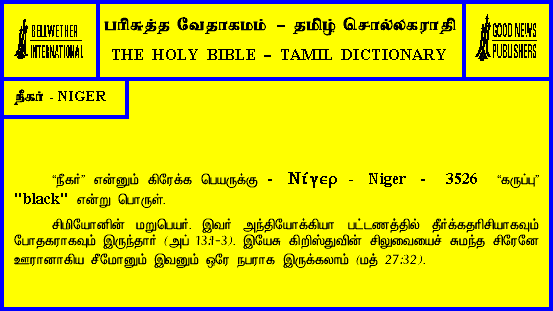 BELLWETHER
INTERNATIONAL
பரிசுத்த வேதாகமம் – தமிழ் சொல்லகராதி
THE HOLY BIBLE – TAMIL DICTIONARY
GOOD NEWS
PUBLISHERS
நீகர் - NIGER
“நீகர்” என்னும் கிரேக்க பெயருக்கு - Νίγερ - Niger - 3526 “கருப்பு”
"black" என்று பொருள்.
சிமியோனின் மறுபெயர். இவர் அந்தியோக்கியா பட்டணத்தில் தீர்க்கதரிசியாகவும்
போதகராகவும் இருந்தார் (அப் 13:1-3). இயேசு கிறிஸ்துவின் சிலுவையைச் சுமந்த சிரேனே
ஊரானாகிய சீமோனும் இவனும் ஒரே நபராக இருக்கலாம் (மத் 27:32).